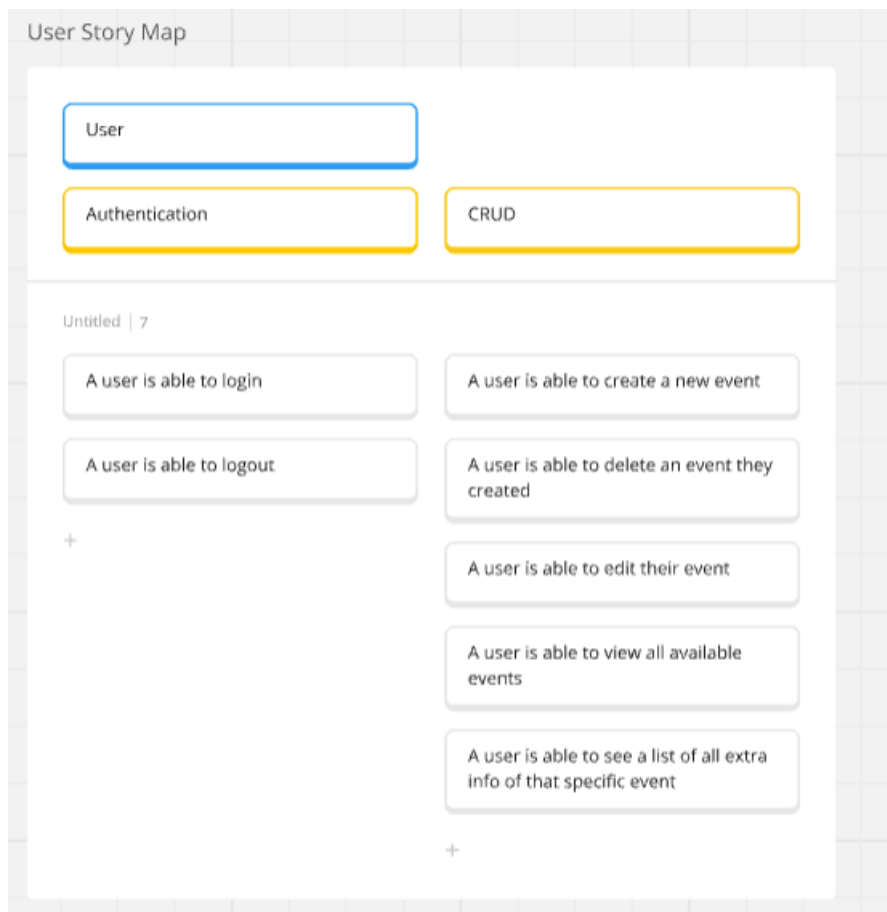 User Story Map
User
Authentication
CRUD
Untitled | 7
A user is able to login
A user is able to create a new event
A user is able to logout
A user is able to delete an event they
created
A user is able to edit their event
A user is able to view all available
events
A user is able to see a list of all extra
info of that specific event